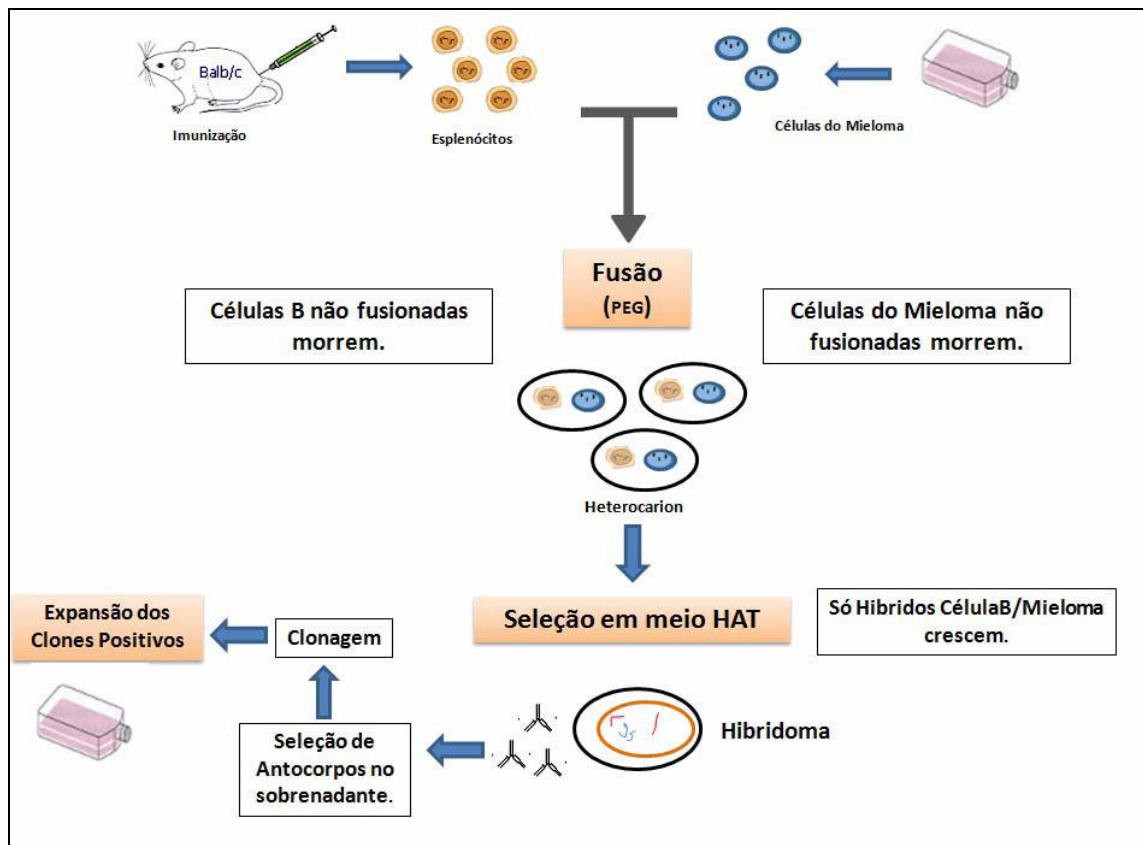 Balb/c
Imunização
Esplenócitos
Células do Mieloma
Fusão
(PEG)
Células B não fusionadas
morrem.
Células do Mieloma não
fusionadas morrem.
Heterocarion
Seleção em meio HAT
Só Hibridos CélulaB/Mieloma
crescem.
Expansão dos
Clones Positivos
Clonagem
Hibridoma
Seleção de
Antocorpos no
sobrenadante.